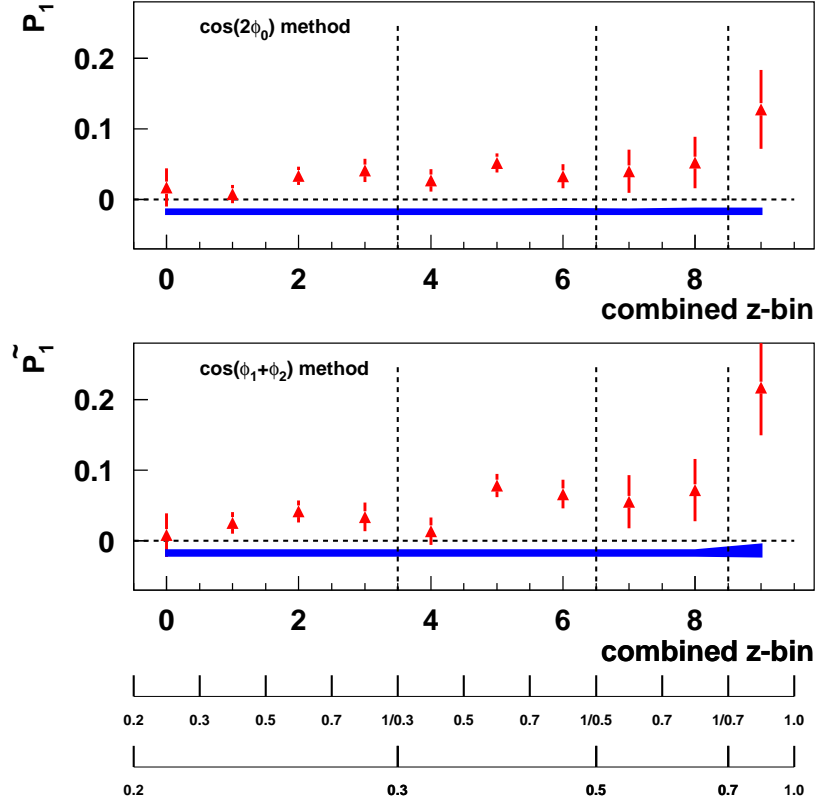 P₁
cos(2ϕ₀) method
0.2
0.1
0
0 2 4 6 8
combined z-bin
P̃₁
cos(ϕ₁+ϕ₂) method
0.2
0.1
0
0 2 4 6 8
combined z-bin
0.2 0.3 0.5 0.7 1/0.3 0.5 0.7 1/0.5 0.7 1/0.7 1.0
0.2 0.3 0.5 0.7 1.0